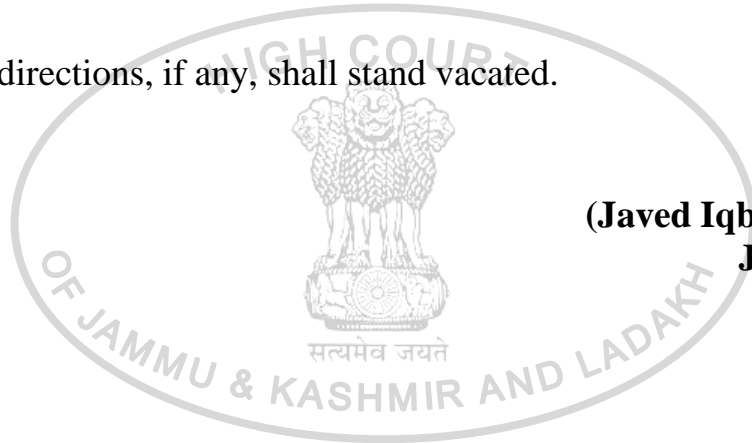 HIGH COURT
directions, if any, shall stand vacated.
(Javed Iqb
J
सत्यमेव जयते
OF JAMMU & KASHMIR AND LADAKH